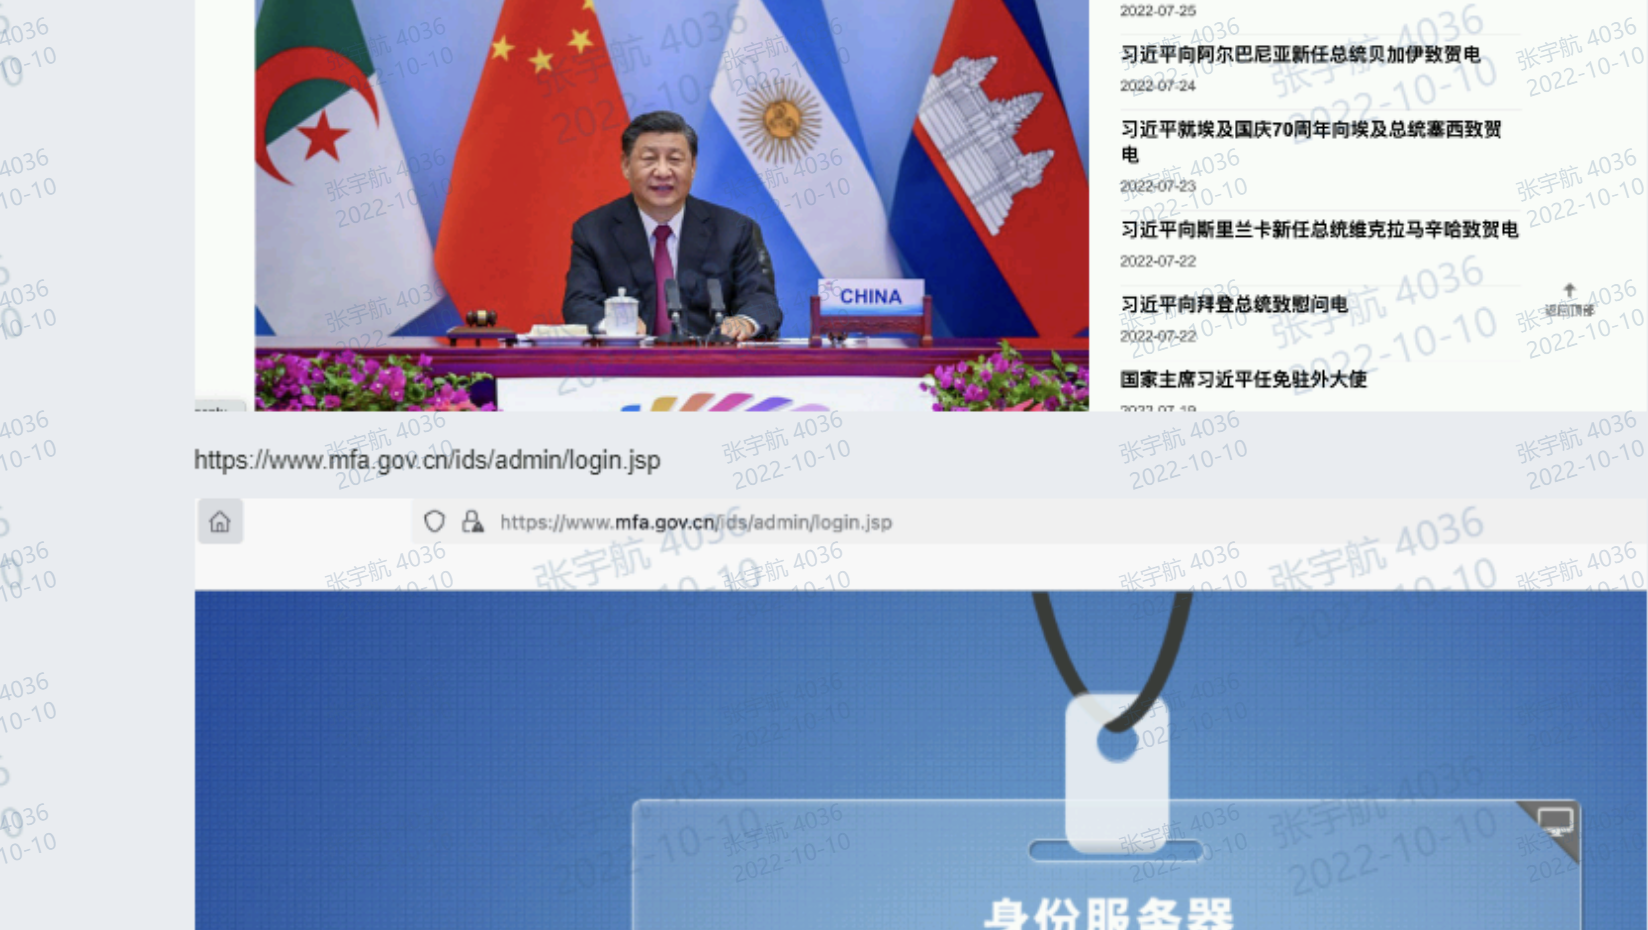 2022-07-25
习近平向阿尔巴尼亚新任总统贝加伊致贺电
2022-07-24
习近平就埃及国庆70周年向埃及总统塞西致贺
电
2022-07-23
习近平向斯里兰卡新任总统维克拉马辛哈致贺电
2022-07-22
习近平向拜登总统致慰问电
2022-07-22
国家主席习近平任免驻外大使
2022-07-19
CHINA
返回顶部
https://www.mfa.gov.cn/ids/admin/login.jsp
https://www.mfa.gov.cn/ids/admin/login.jsp
身份服务器
张宇航 4036
2022-10-10